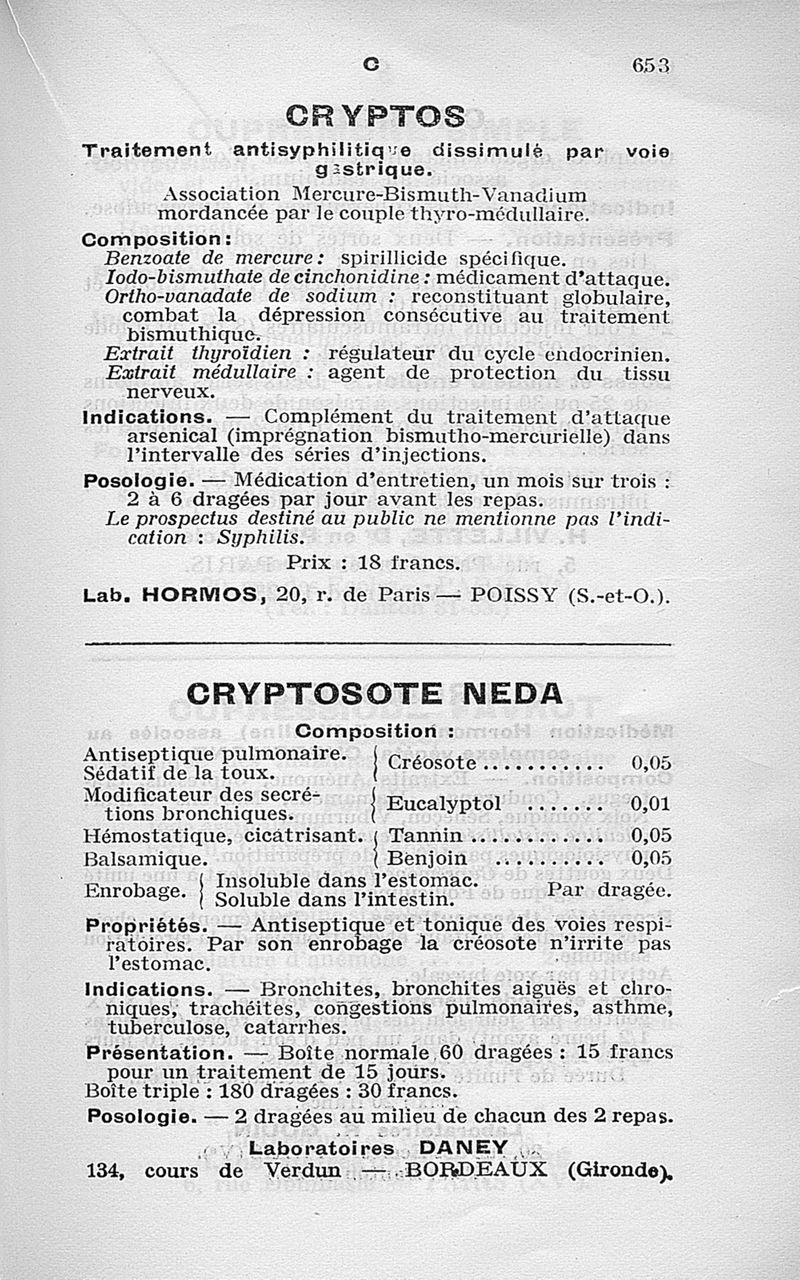 C 653
CRYPTOS
Traitement antisyphilitique dissimulé par voie
gastrique.
Association Mercure-Bismuth-Vanadium
mordancée par le couple thyro-médullaire.
Composition :
Benzoate de mercure : spirillicide spécifique.
Iodo-bismuthate de cinchonidine : médicament d'attaque.
Ortho-vanadate de sodium : reconstituant globulaire,
combat la dépression consécutive au traitement
bismuthique.
Extrait thyroïdien : régulateur du cycle endocrinien.
Extrait médullaire : agent de protection du tissu
nerveux.
Indications. — Complément du traitement d'attaque
arsenical (imprégnation bismutho-mercurielle) dans
l'intervalle des séries d'injections.
Posologie. — Médication d'entretien, un mois sur trois :
2 à 6 dragées par jour avant les repas.
Le prospectus destiné au public ne mentionne pas l'indi-
cation : Syphilis.
Prix : 18 francs.
Lab. HORMOS, 20, r. de Paris — POISSY (S.-et-O.).
CRYPTOSOTE NEDA
Composition :
Antiseptique pulmonaire.
Sédatif de la toux.
Créosote ............ 0,05
Modificateur des secré-
tions bronchiques.
Eucalyptol ......... 0,01
Hémostatique, cicatrisant. Tannin ............ 0,05
Balsamique. Benjoin .......... 0,05
Enrobage. Insoluble dans l'estomac.
Soluble dans l'intestin.
Par dragée.
Propriétés. — Antiseptique et tonique des voies respi-
ratoires. Par son enrobage la créosote n'irrite pas
l'estomac.
Indications. — Bronchites, bronchites aiguës et chro-
niques, trachéites, congestions pulmonaires, asthme,
tuberculose, catarrhes.
Présentation. — Boîte normale 60 dragées : 15 francs
pour un traitement de 15 jours.
Boîte triple : 180 dragées : 30 francs.
Posologie. — 2 dragées au milieu de chacun des 2 repas.
Laboratoires DANEY
134, cours de Verdun — BORDEAUX (Gironde).